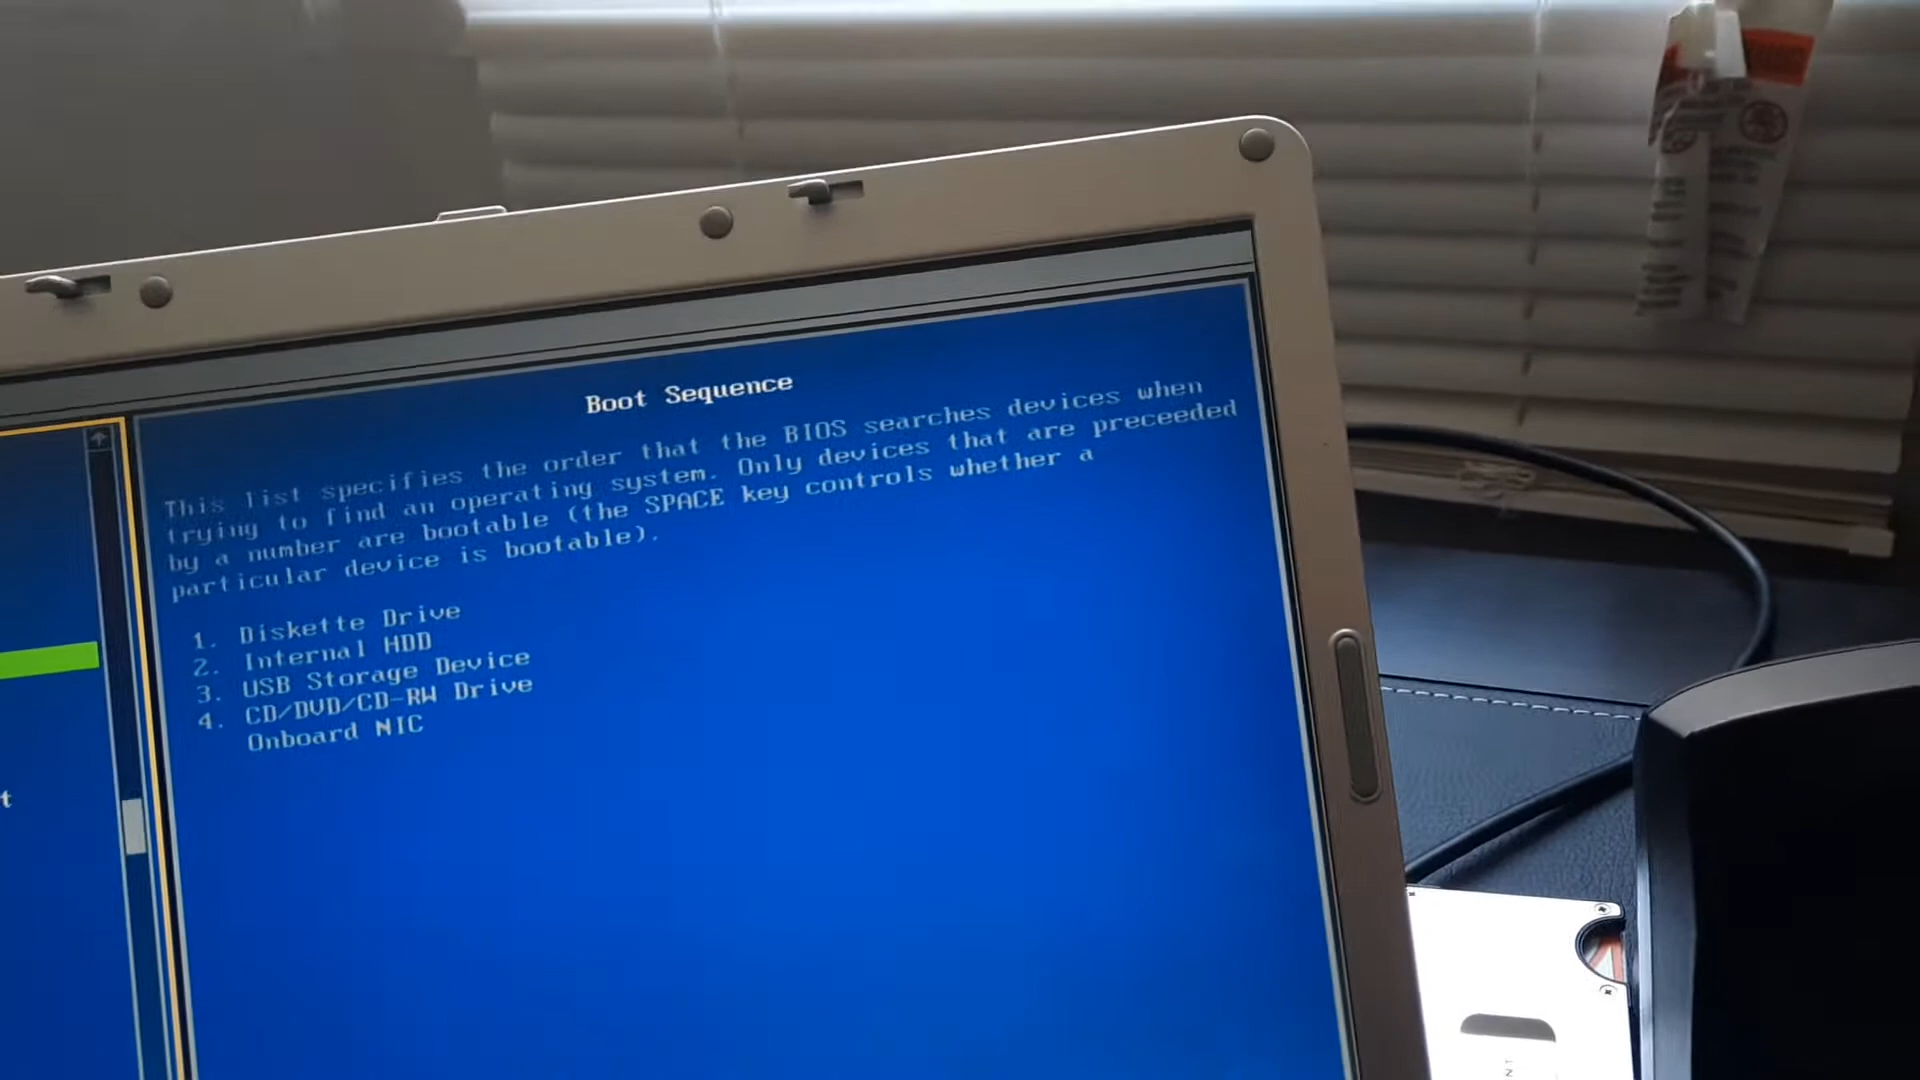 Boot Sequence
This list specifies the order that the BIOS searches devices when
trying to find an operating system. Only devices that are preceeded
by a number are bootable (the SPACE key controls whether a
particular device is bootable).
1. Diskette Drive
2. Internal HDD
3. USB Storage Device
4. CD/DVD/CD-RW Drive
Onboard NIC
t